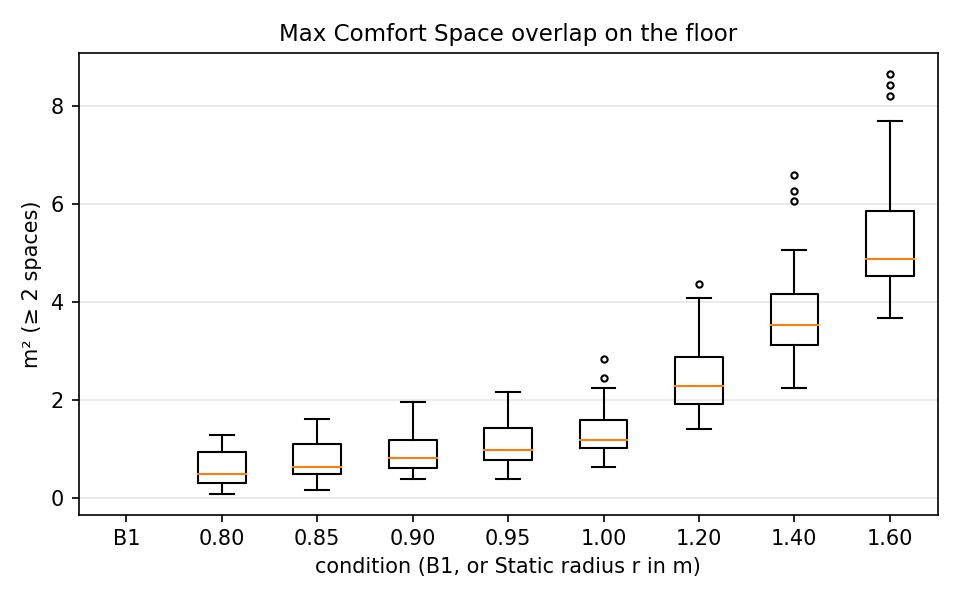 Max Comfort Space overlap on the floor
m² (≥ 2 spaces)
8
6
4
2
0
B1 0.80 0.85 0.90 0.95 1.00 1.20 1.40 1.60
condition (B1, or Static radius r in m)